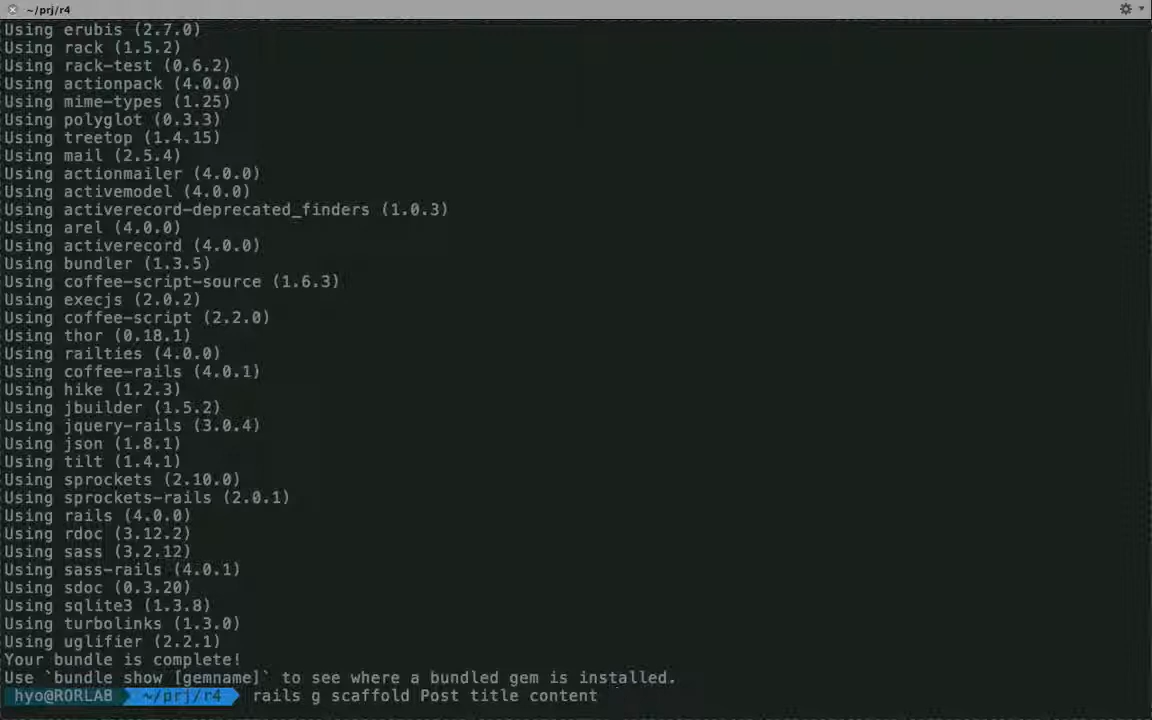 ~/prj/r4
Using erubis (2.7.0)
Using rack (1.5.2)
Using rack-test (0.6.2)
Using actionpack (4.0.0)
Using mime-types (1.25)
Using polyglot (0.3.3)
Using treetop (1.4.15)
Using mail (2.5.4)
Using actionmailer (4.0.0)
Using activemodel (4.0.0)
Using activerecord-deprecated_finders (1.0.3)
Using arel (4.0.0)
Using activerecord (4.0.0)
Using bundler (1.3.5)
Using coffee-script-source (1.6.3)
Using execjs (2.0.2)
Using coffee-script (2.2.0)
Using thor (0.18.1)
Using railties (4.0.0)
Using coffee-rails (4.0.1)
Using hike (1.2.3)
Using jbuilder (1.5.2)
Using jquery-rails (3.0.4)
Using json (1.8.1)
Using tilt (1.4.1)
Using sprockets (2.10.0)
Using sprockets-rails (2.0.1)
Using rails (4.0.0)
Using rdoc (3.12.2)
Using sass (3.2.12)
Using sass-rails (4.0.1)
Using sdoc (0.3.20)
Using sqlite3 (1.3.8)
Using turbolinks (1.3.0)
Using uglifier (2.2.1)
Your bundle is complete!
Use `bundle show [gemname]` to see where a bundled gem is installed.
hyo@RORLAB ~/prj/r4 rails g scaffold Post title content